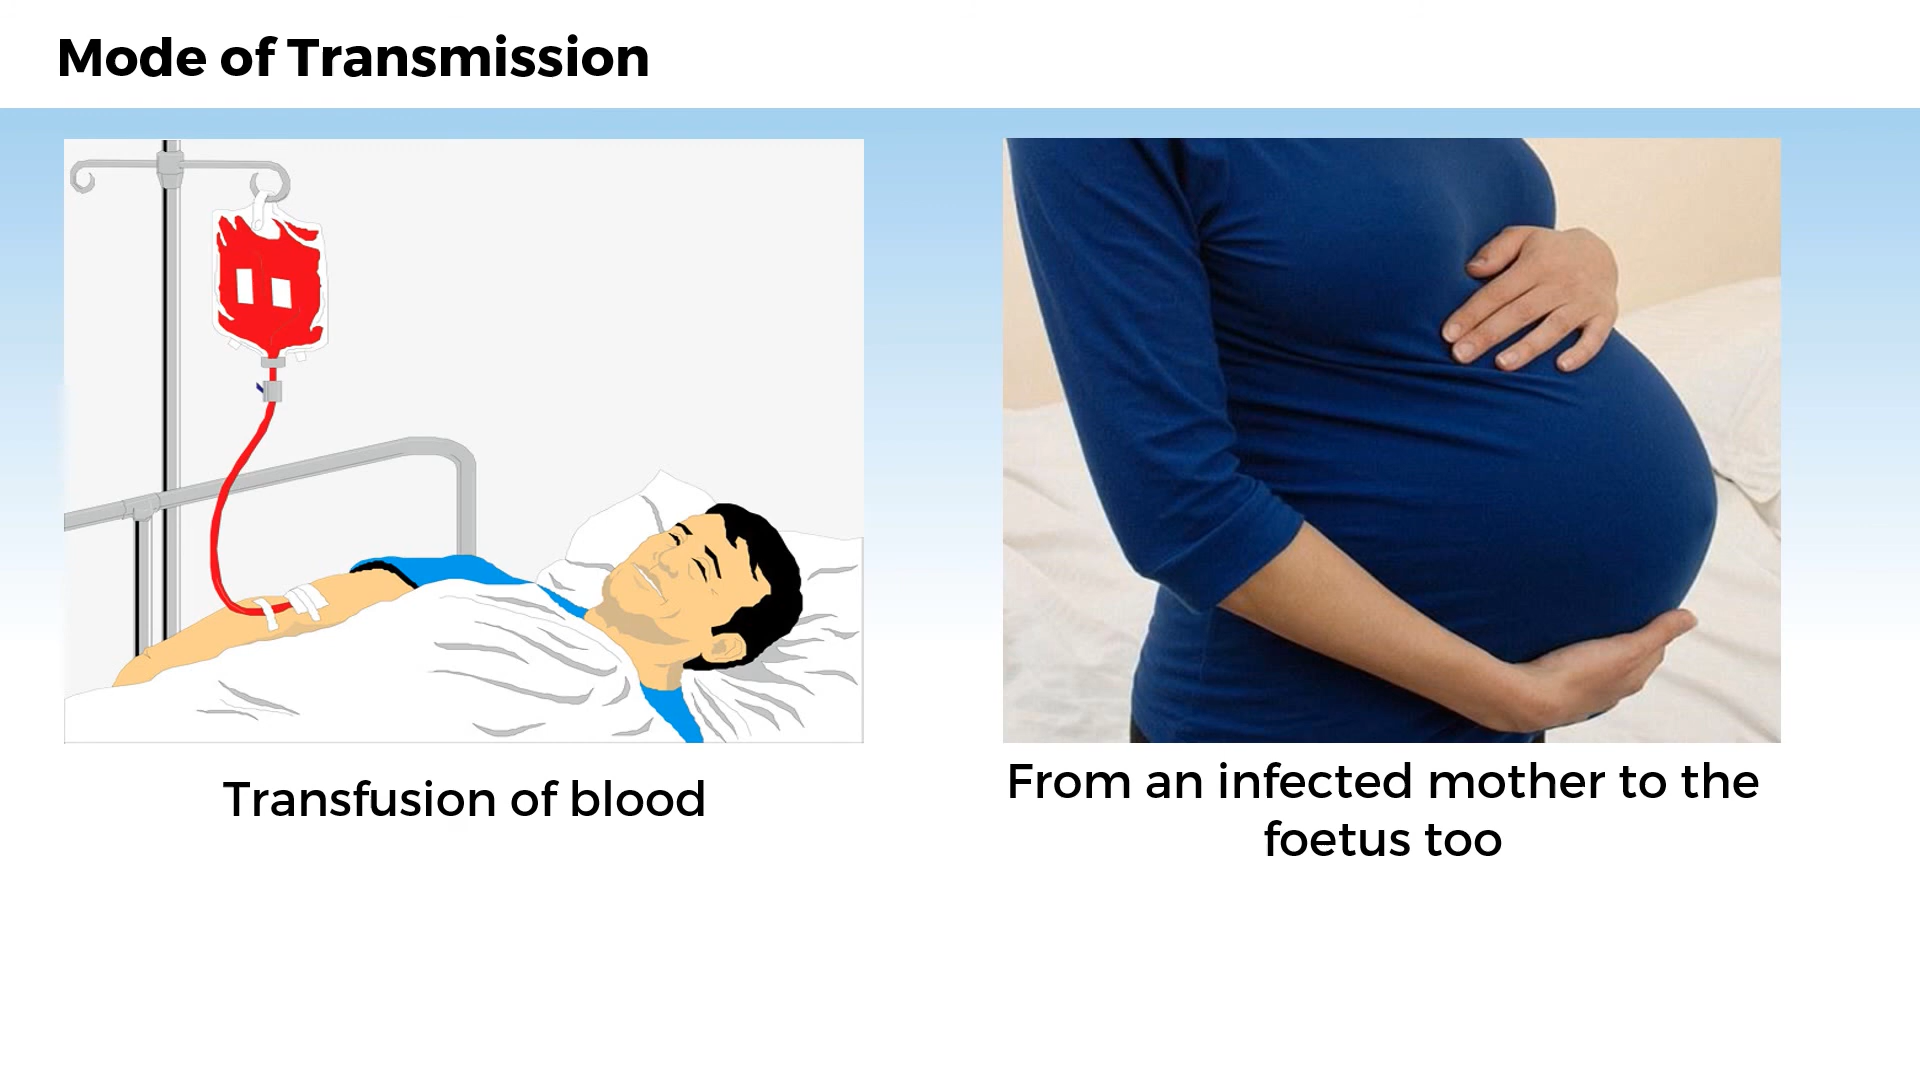 Mode of Transmission
Transfusion of blood
From an infected mother to the
foetus too